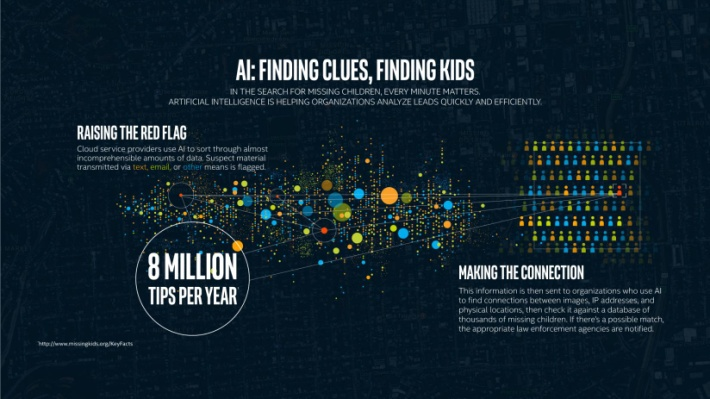 AI: FINDING CLUES, FINDING KIDS
IN THE SEARCH FOR MISSING CHILDREN, EVERY MINUTE MATTERS.
ARTIFICIAL INTELLIGENCE IS HELPING ORGANIZATIONS ANALYZE LEADS QUICKLY AND EFFICIENTLY.
RAISING THE RED FLAG
Cloud service providers use AI to sort through almost
incomprehensible amounts of data. Suspect material
transmitted via text, email, or other means is flagged.
8 MILLION
TIPS PER YEAR
MAKING THE CONNECTION
This information is then sent to organizations who use AI
to find connections between images, IP addresses, and
physical locations, then check it against a database of
thousands of missing children. If there's a possible match,
the appropriate law enforcement agencies are notified.
http://www.missingkids.org/KeyFacts